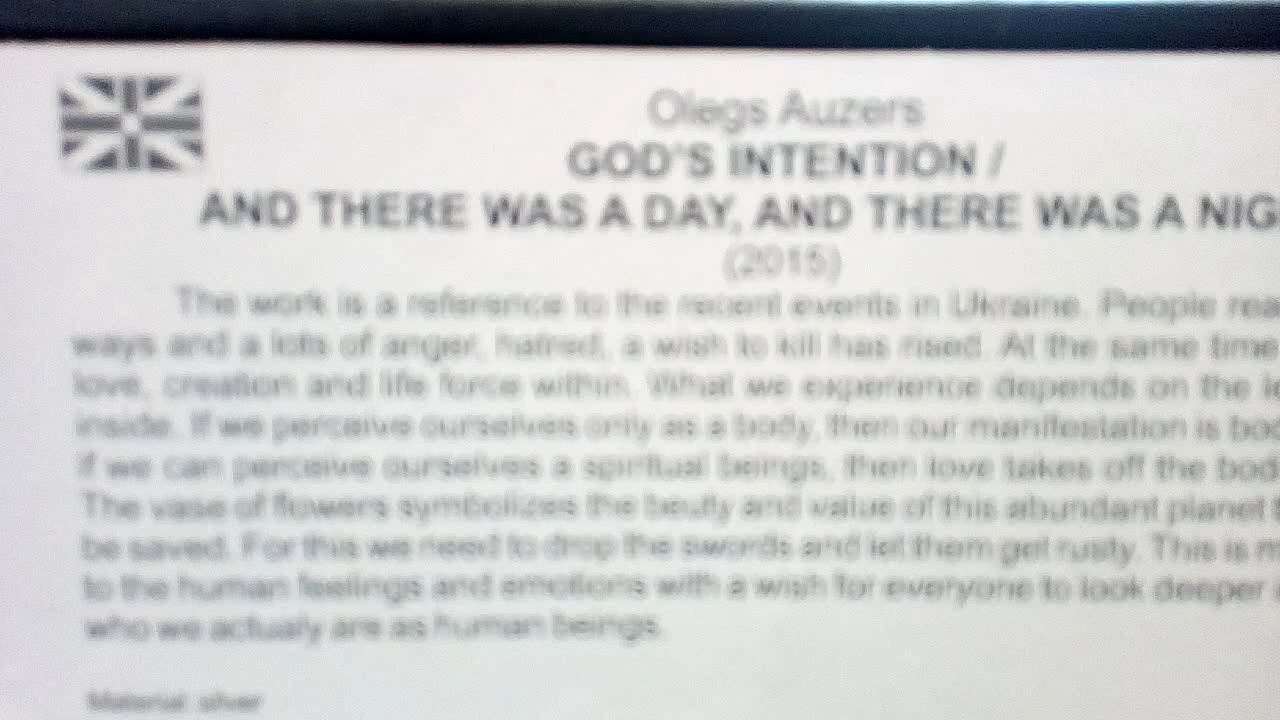 Olegs Auzers
GOD'S INTENTION /
AND THERE WAS A DAY, AND THERE WAS A NIG
(2015)
The work is a reference to the recent events in Ukraine. People rea
ways and a lots of anger, hatred, a wish to kill has rised. At the same time
love, creation and life force within. What we experience depends on the le
inside. If we perceive ourselves only as a body, then our manifestation is bod
If we can perceive ourselves a spiritual beings, then love takes off the bod
The vase of flowers symbolizes the beuty and value of this abundant planet
be saved. For this we need to drop the swords and let them get rusty. This is m
to the human feelings and emotions with a wish for everyone to look deeper
who we actualy are as human beings.
Material: silver